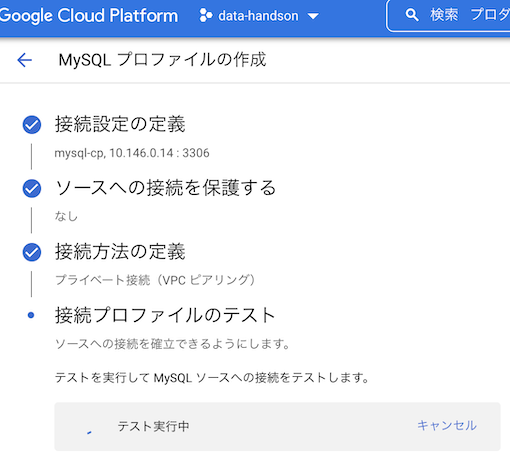 Google Cloud Platform data-handson 検索 プロダ
MySQL プロファイルの作成
接続設定の定義
mysql-cp, 10.146.0.14 : 3306
ソースへの接続を保護する
なし
接続方法の定義
プライベート接続（VPC ピアリング）
接続プロファイルのテスト
ソースへの接続を確立できるようにします。
テストを実行して MySQL ソースへの接続をテストします。
テスト実行中 キャンセル